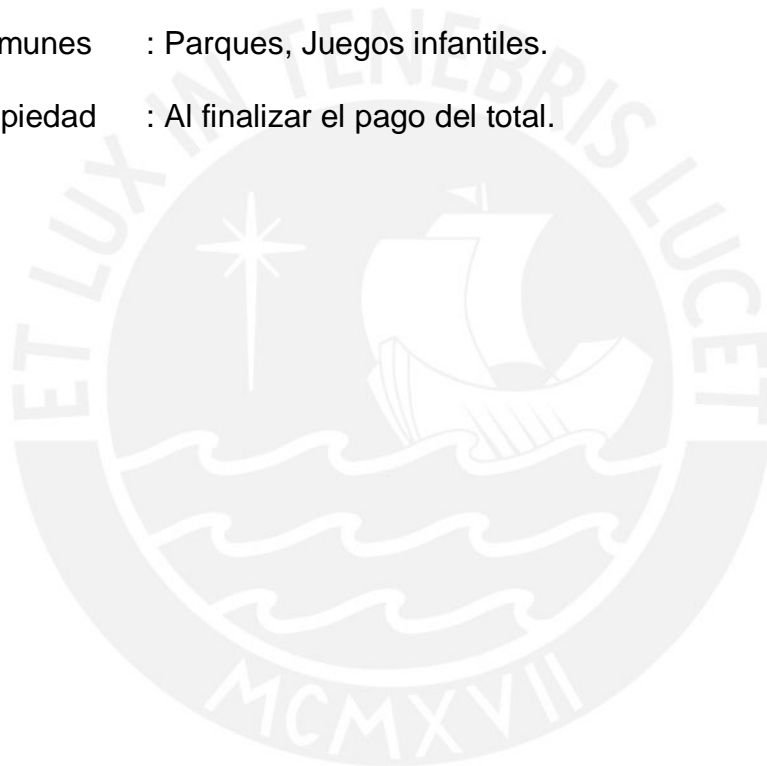 munes : Parques, Juegos infantiles.
piedad : Al finalizar el pago del total.
ET LUX IN TENEBRIS LUCET
MCMXVII